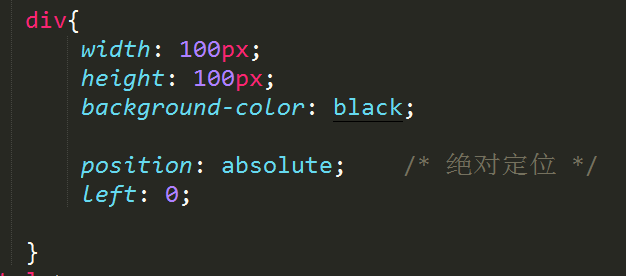 div{
width: 100px;
height: 100px;
background-color: black;
position: absolute; /* 绝对定位 */
left: 0;
}